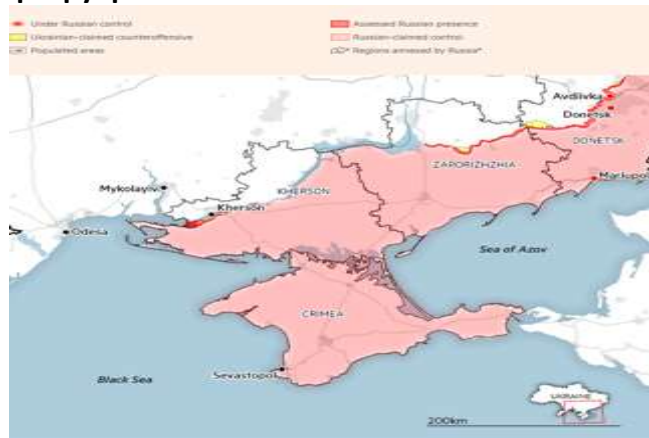 Under Russian control
Assessed Russian presence
Ukrainian-claimed counteroffensive
Russian-claimed control
Populated areas
Regions annexed by Russia*
Avdiivka
Donetsk
DONETSK
ZAPORIZHZHIA
KHERSON
Mariupol
Mykolayiv
Kherson
Odesa
Sea of Azov
CRIMEA
Black Sea
Sevastopol
UKRAINE
200km